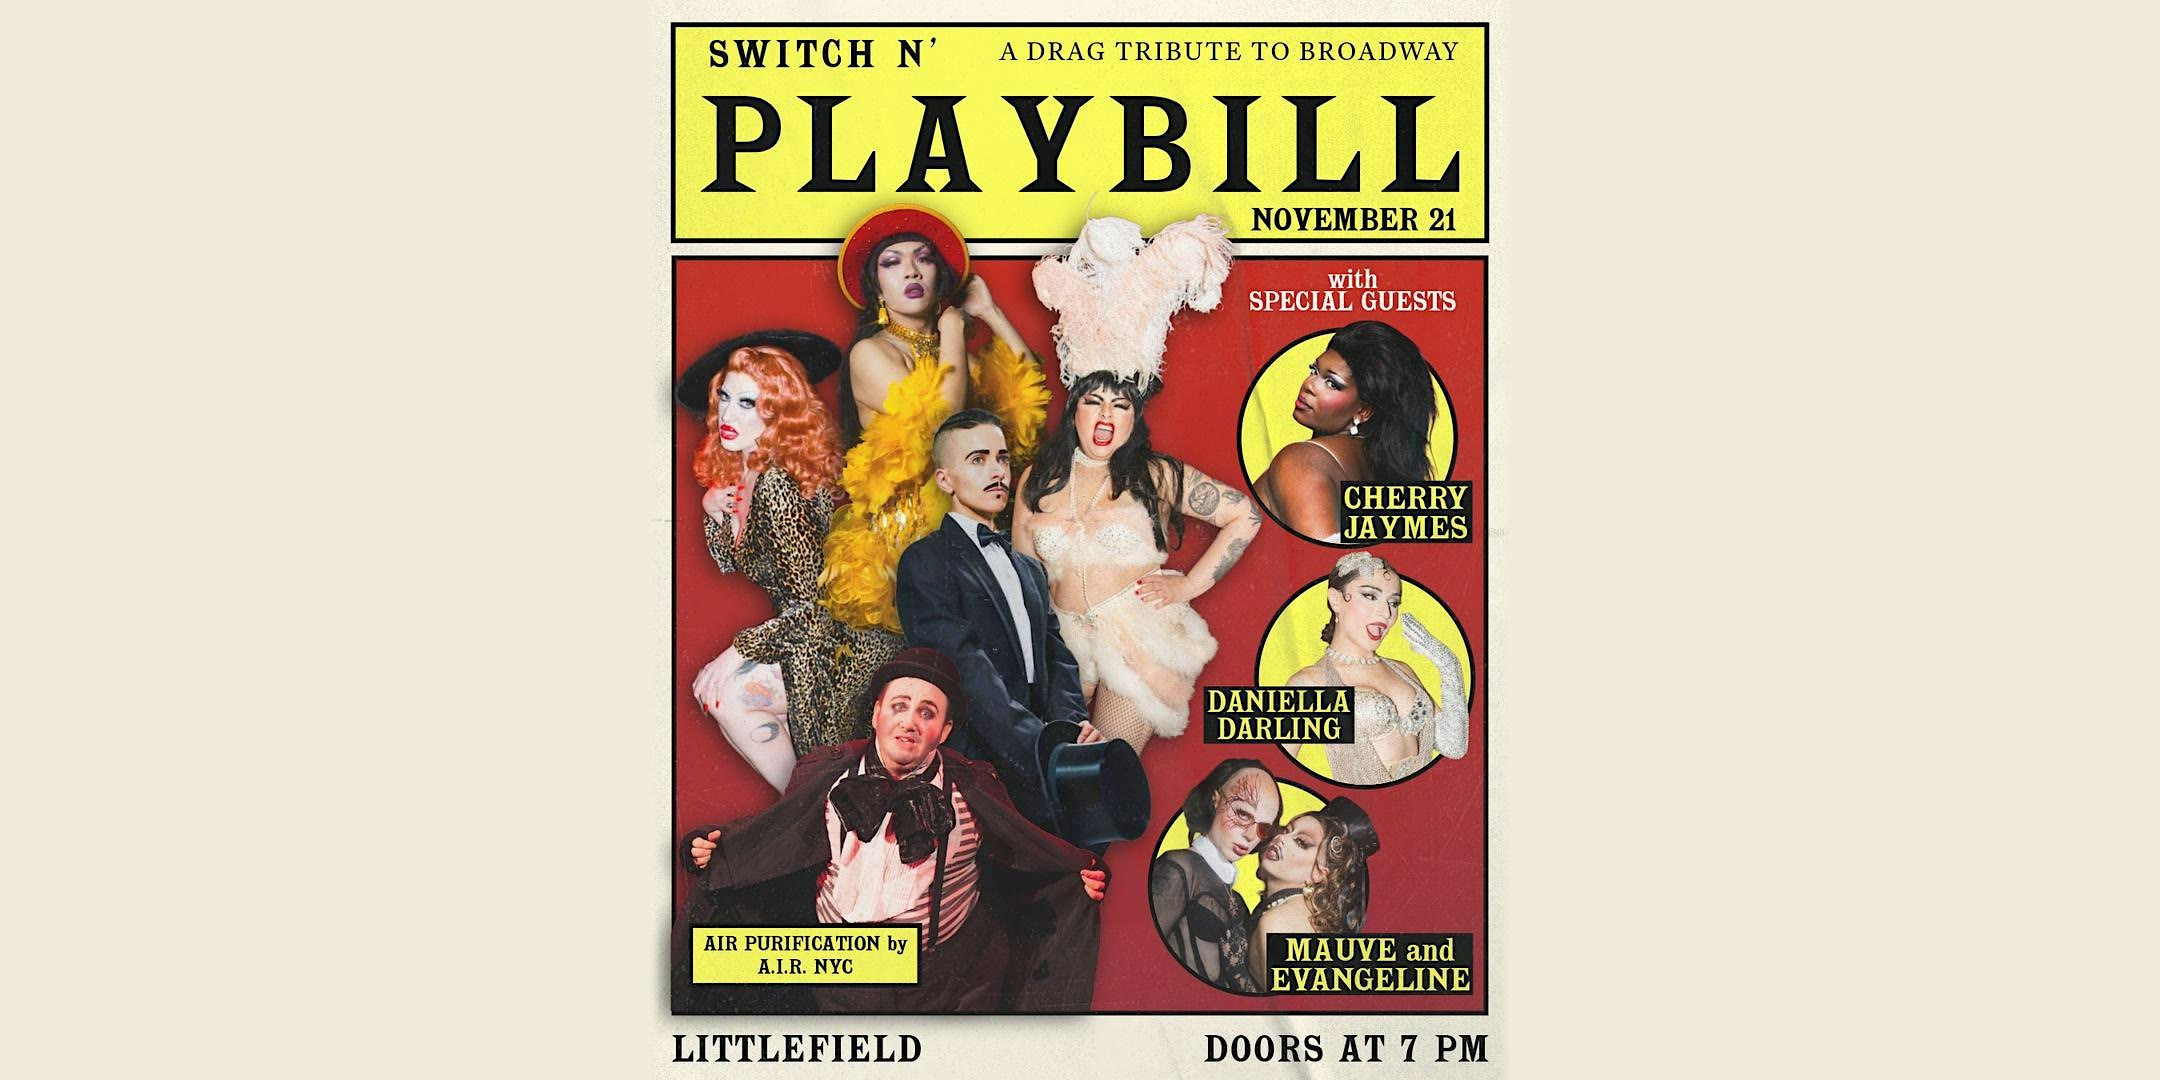 SWITCH N'
A DRAG TRIBUTE TO BROADWAY
PLAYBILL
NOVEMBER 21
with
SPECIAL GUESTS
CHERRY
JAYMES
DANIELLA
DARLING
MAUVE and
EVANGELINE
AIR PURIFICATION by
A.I.R. NYC
LITTLEFIELD
DOORS AT 7 PM